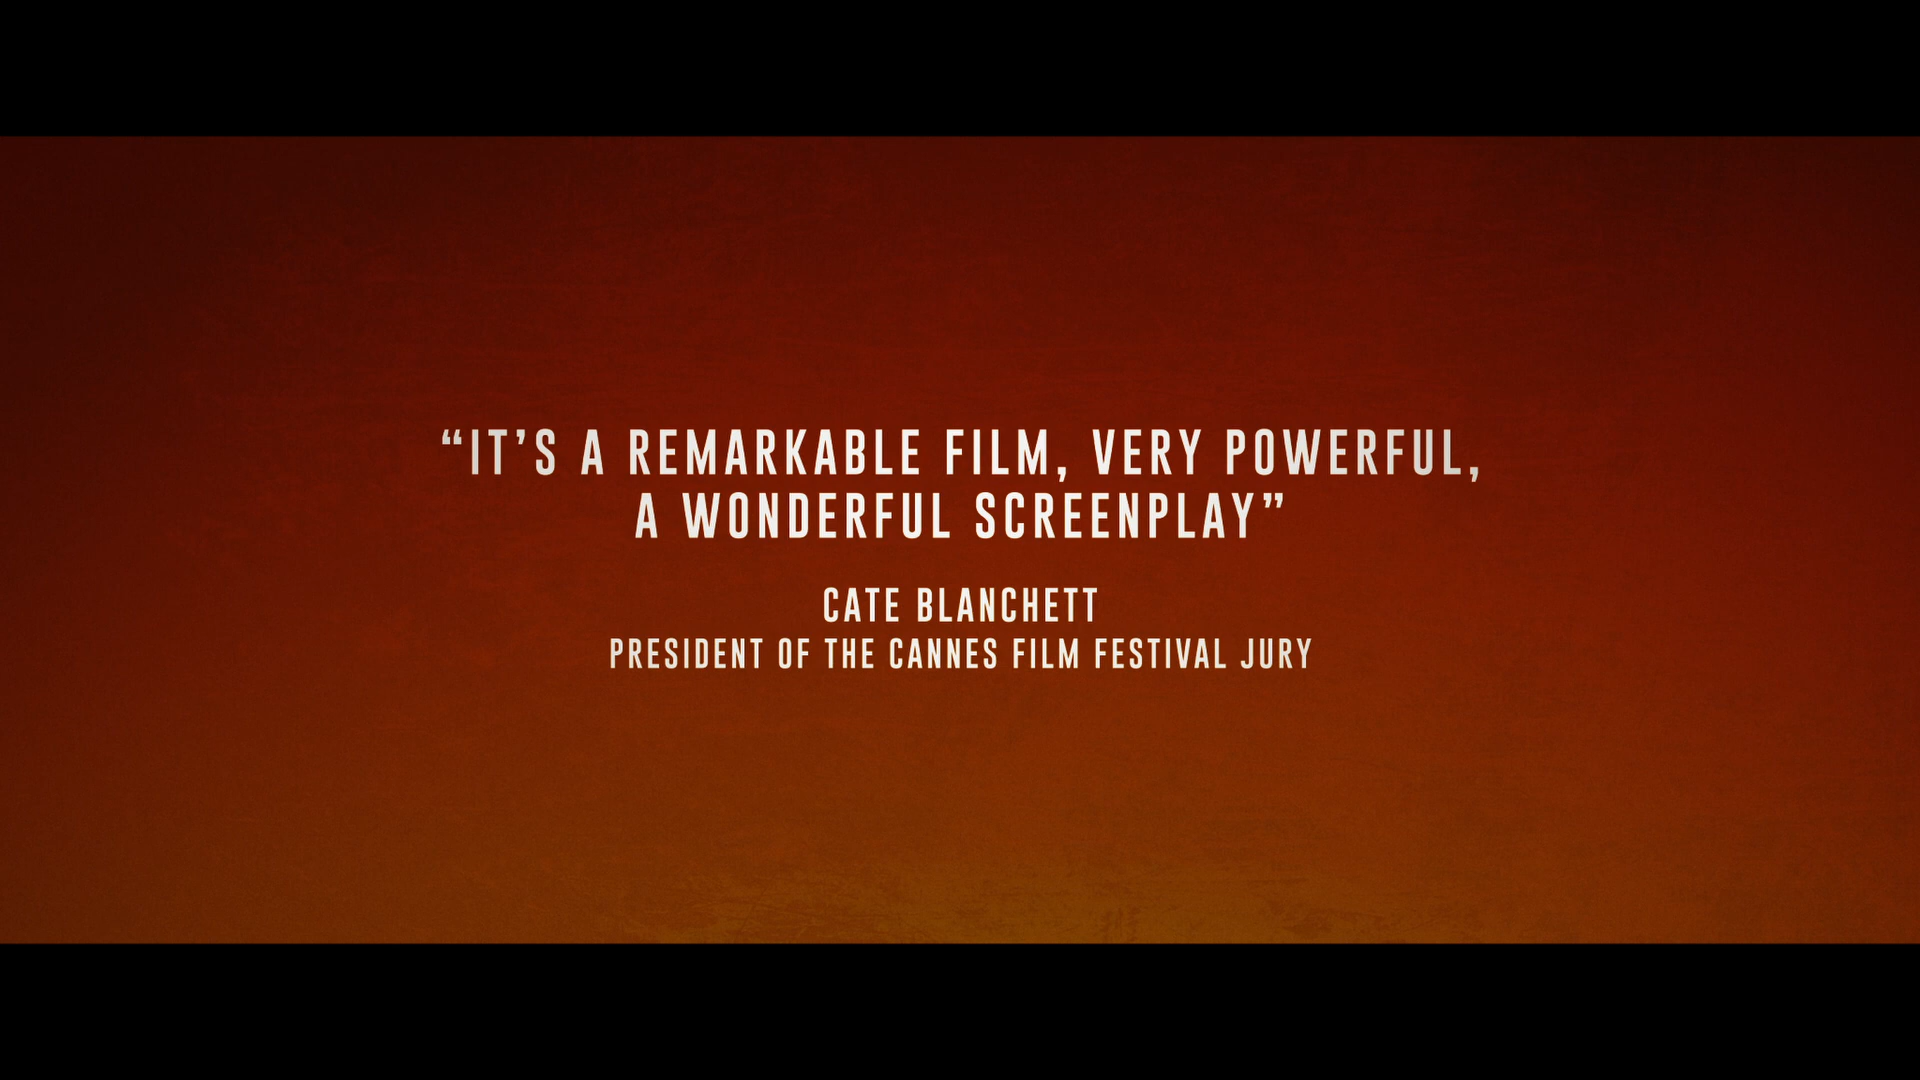 “IT’S A REMARKABLE FILM, VERY POWERFUL,
A WONDERFUL SCREENPLAY”
CATE BLANCHETT
PRESIDENT OF THE CANNES FILM FESTIVAL JURY